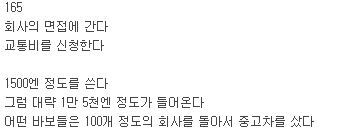 165
회사의 면접에 간다
교통비를 신청한다
1500엔 정도를 쓴다
그럼 대략 1만 5천엔 정도가 들어온다
어떤 바보들은 100개 정도의 회사를 돌아서 중고차를 샀다